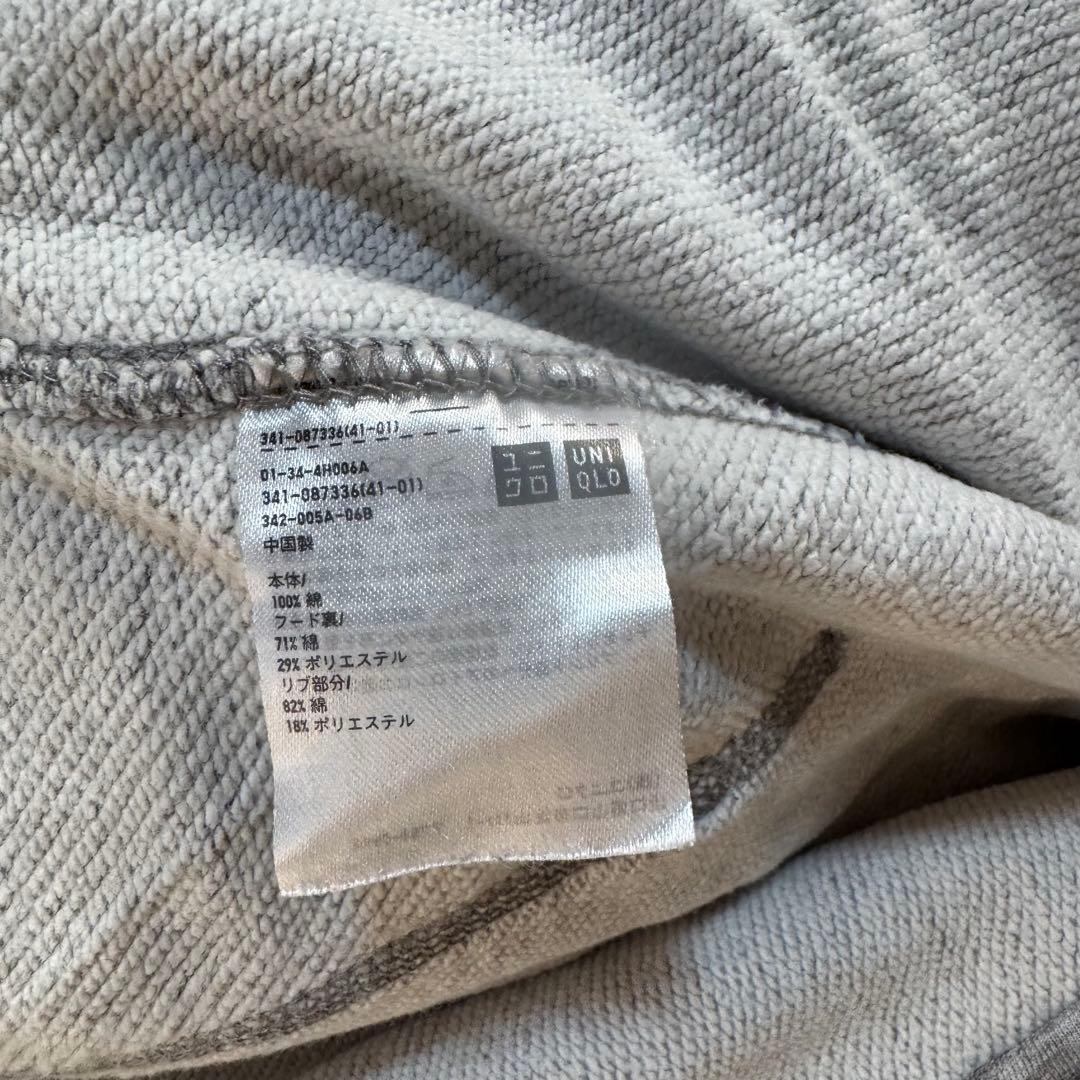 341-087336(41-01)
ユニ
クロ
UNI
QLO
01-34-4H006A
341-087336(41-01)
342-005A-06B
中国製
本体/
100% 綿
フード裏/
71% 綿
29% ポリエステル
リブ部分/
82% 綿
18% ポリエステル